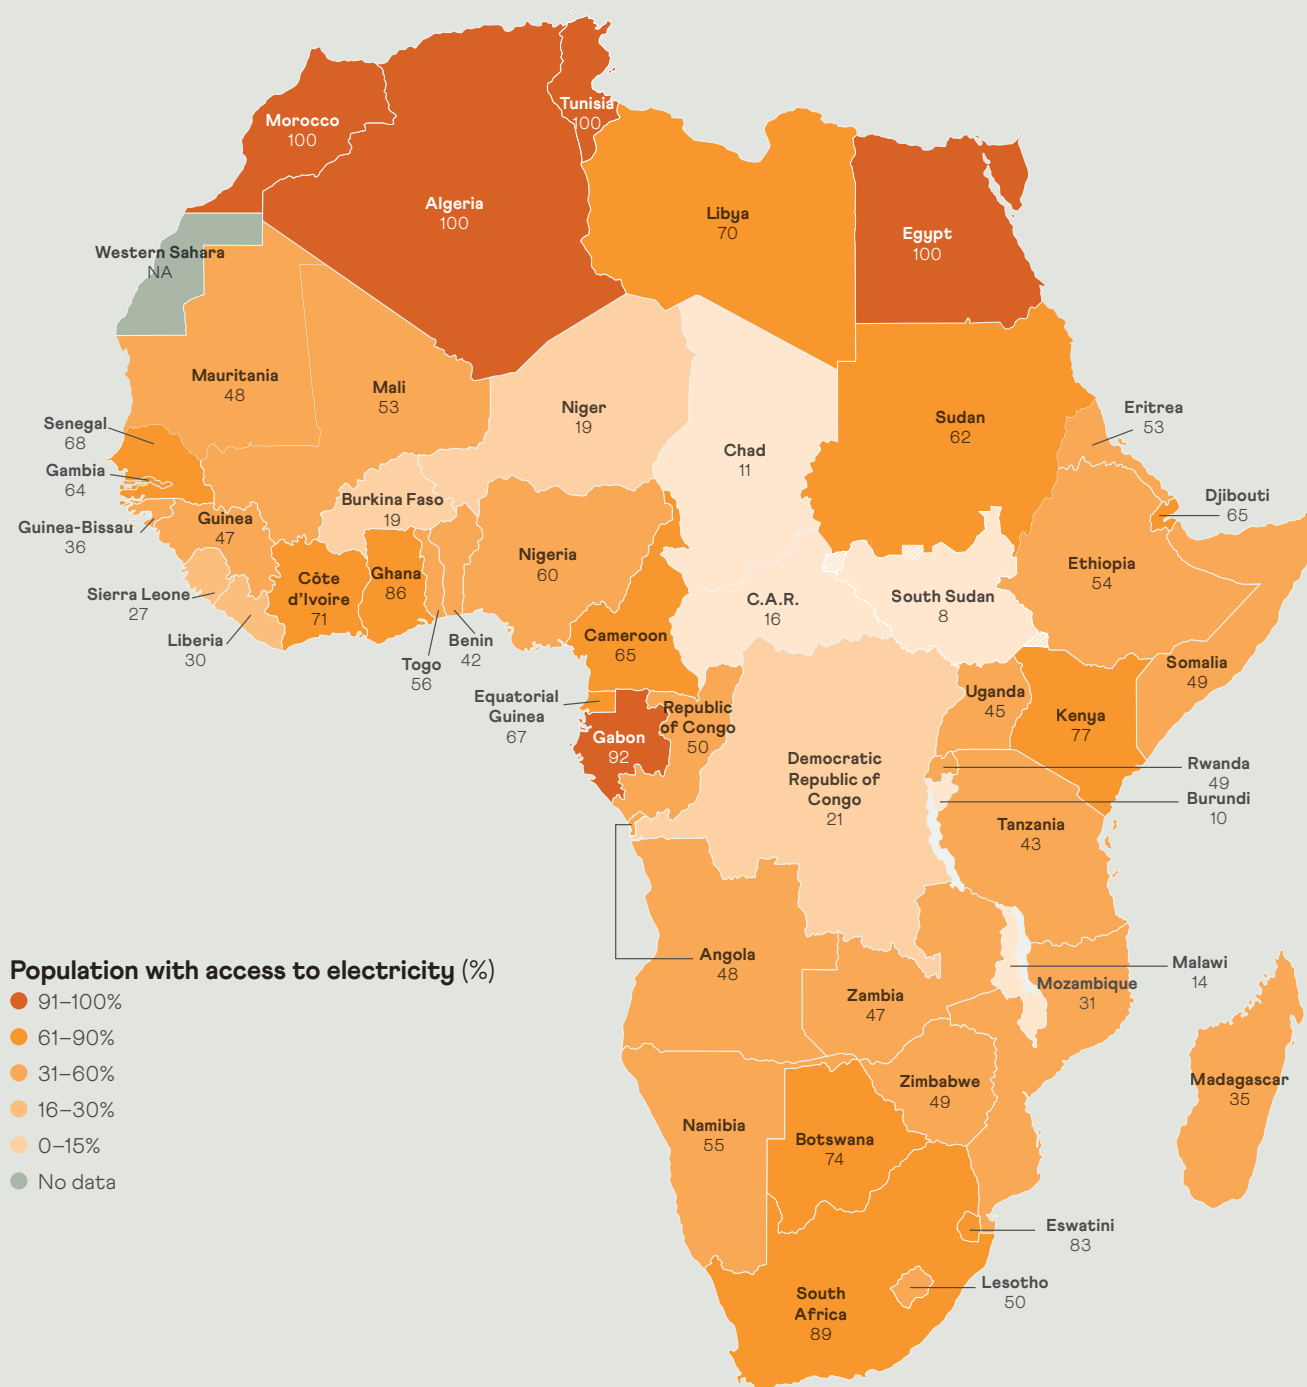 Morocco
100
Algeria
100
Tunisia
100
Libya
70
Egypt
100
Western Sahara
NA
Mauritania
48
Mali
53
Niger
19
Chad
11
Sudan
62
Eritrea
53
Senegal
68
Gambia
64
Guinea-Bissau
36
Guinea
47
Burkina Faso
19
Djibouti
65
Sierra Leone
27
Liberia
30
Côte
d'Ivoire
71
Ghana
86
Togo
56
Benin
42
Nigeria
60
Cameroon
65
C.A.R.
16
South Sudan
8
Ethiopia
54
Somalia
49
Equatorial
Guinea
67
Gabon
92
Republic
of Congo
50
Democratic
Republic of
Congo
21
Uganda
45
Kenya
77
Rwanda
49
Burundi
10
Tanzania
43
Angola
48
Zambia
47
Malawi
14
Mozambique
31
Zimbabwe
49
Madagascar
35
Namibia
55
Botswana
74
Eswatini
83
Lesotho
50
South
Africa
89
Population with access to electricity (%)
91–100%
61–90%
31–60%
16–30%
0–15%
No data